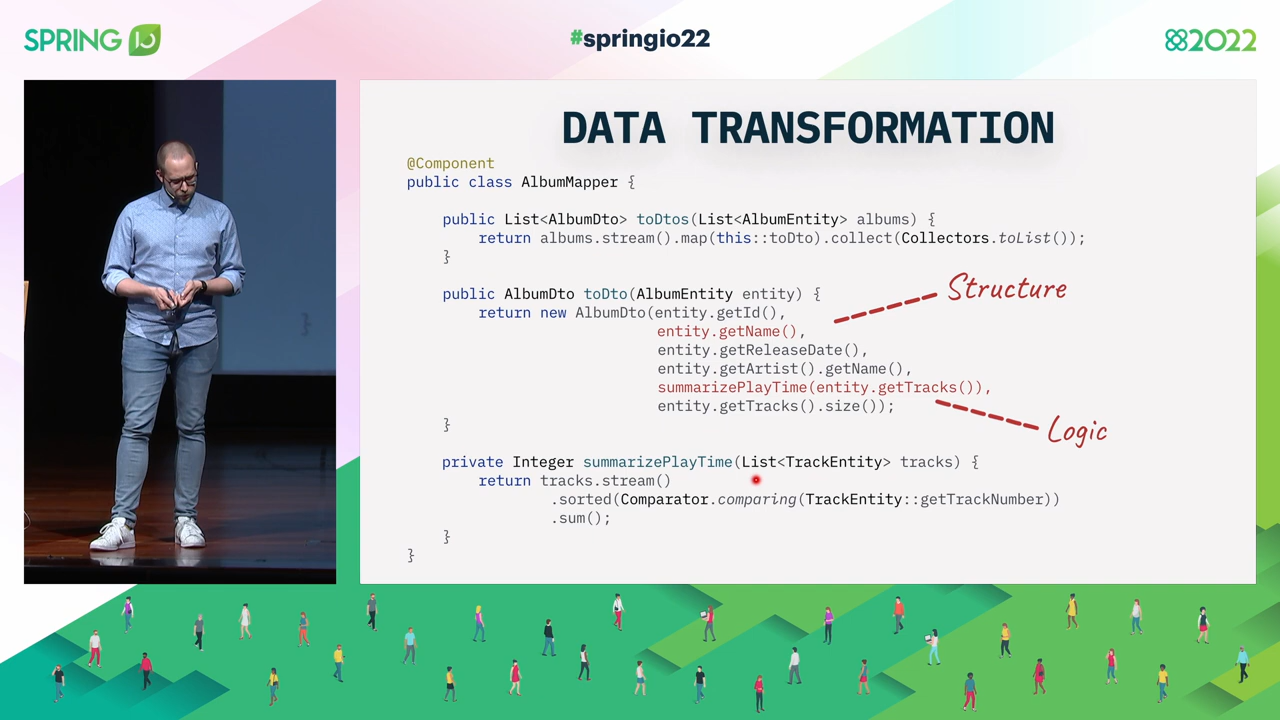 SPRING IO
#springio22
2022
DATA TRANSFORMATION
@Component
public class AlbumMapper {
public List<AlbumDto> toDtos(List<AlbumEntity> albums) {
return albums.stream().map(this::toDto).collect(Collectors.toList());
}
public AlbumDto toDto(AlbumEntity entity) {
Structure
return new AlbumDto(entity.getId(),
entity.getName(),
entity.getReleaseDate(),
entity.getArtist().getName(),
summarizePlayTime(entity.getTracks()),
entity.getTracks().size());
Logic
}
private Integer summarizePlayTime(List<TrackEntity> tracks) {
return tracks.stream()
.sorted(Comparator.comparing(TrackEntity::getTrackNumber))
.sum();
}
}